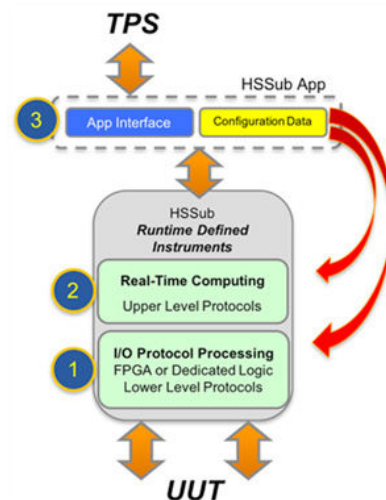 TPS
HSSub App
3
App Interface
Configuration Data
HSSub
Runtime Defined
Instruments
2
Real-Time Computing
Upper Level Protocols
1
I/O Protocol Processing
FPGA or Dedicated Logic
Lower Level Protocols
UUT